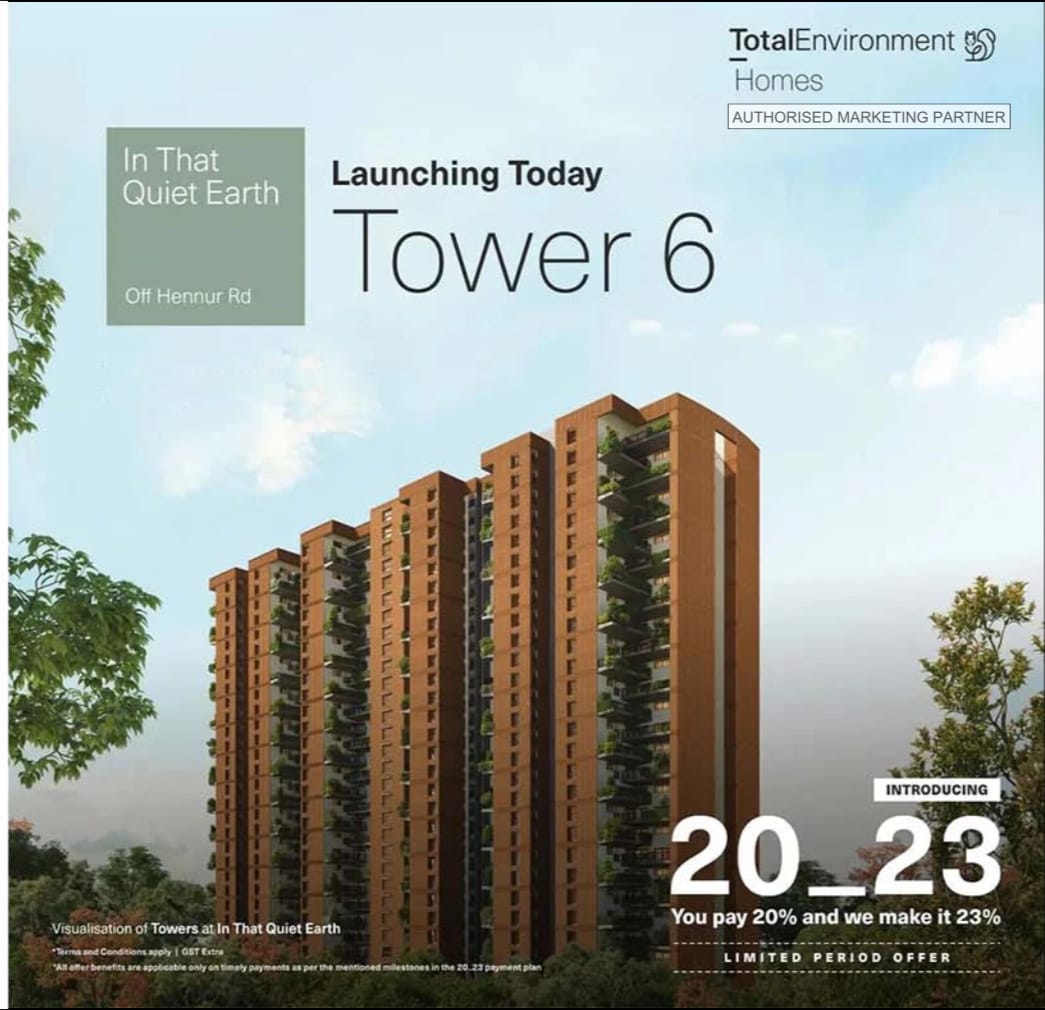 TotalEnvironment
Homes
AUTHORISED MARKETING PARTNER
In That
Quiet Earth
Off Hennur Rd
Launching Today
Tower 6
INTRODUCING
20_23
You pay 20% and we make it 23%
LIMITED PERIOD OFFER
Visualisation of Towers at In That Quiet Earth
*Terms and Conditions apply | GST Extra
*All offer benefits are applicable only on timely payments as per the mentioned milestones in the 20_23 payment plan